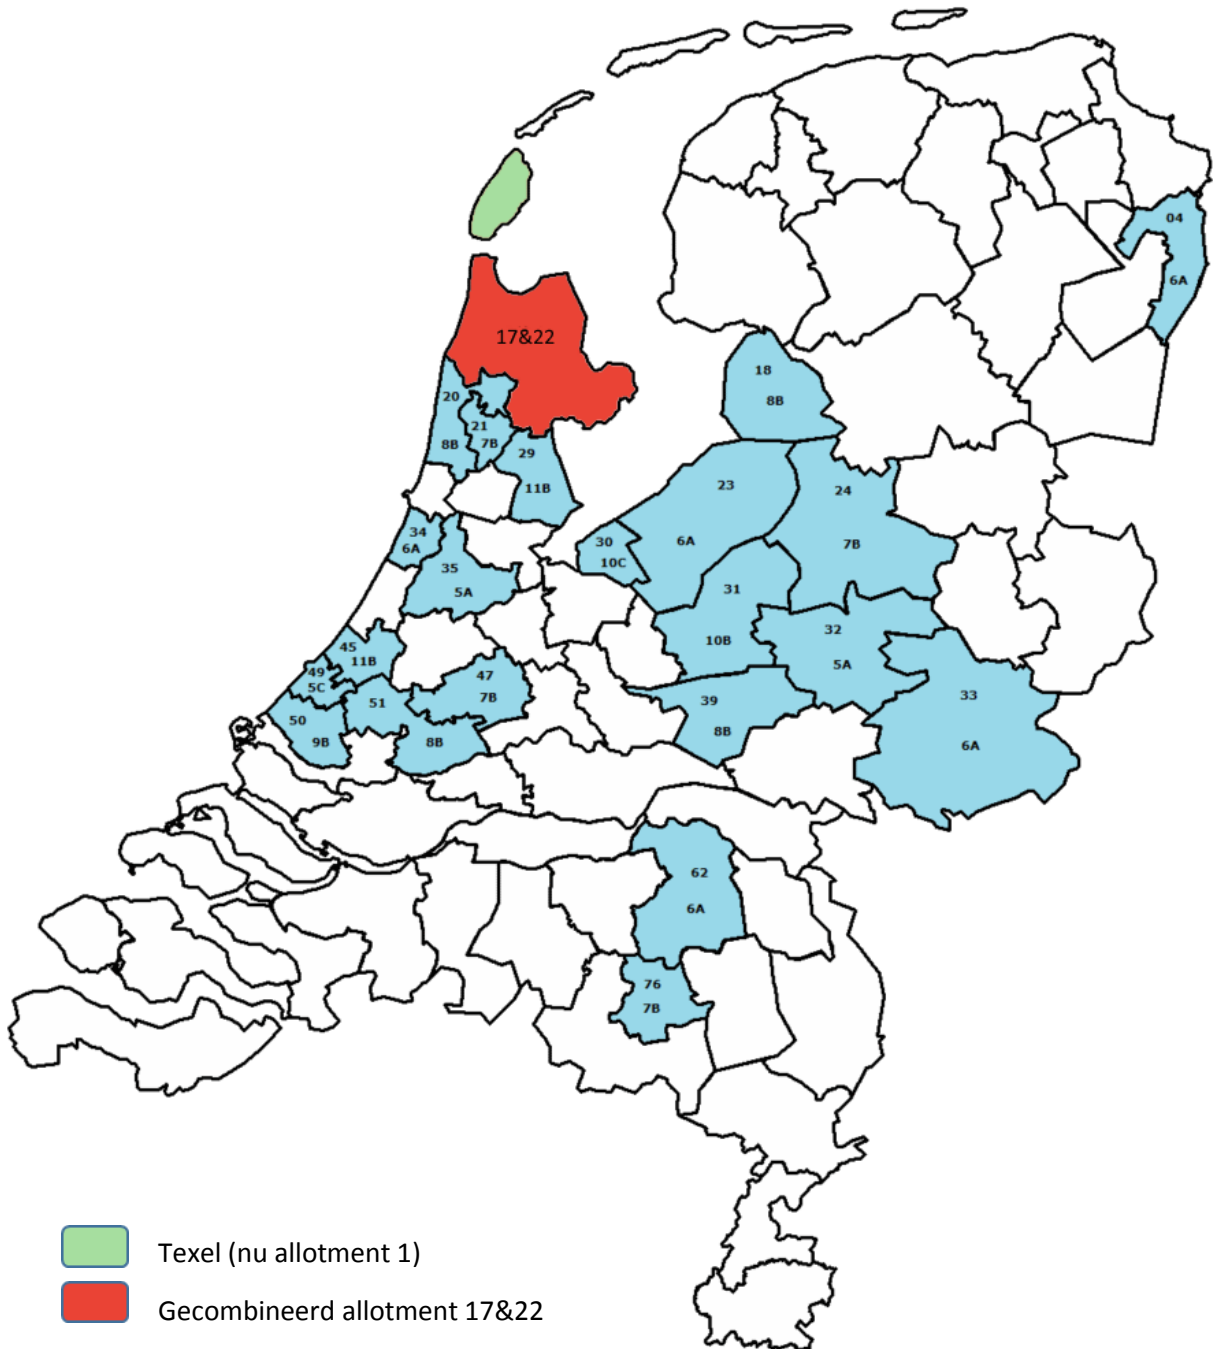 04
6A
17&22
18
8B
20
21
8B
7B
29
11B
23
24
34
6A
30
10C
6A
7B
35
5A
31
32
10B
5A
45
11B
49
5C
47
7B
33
39
8B
51
50
9B
8B
6A
62
6A
76
7B
Texel (nu allotment 1)
Gecombineerd allotment 17&22